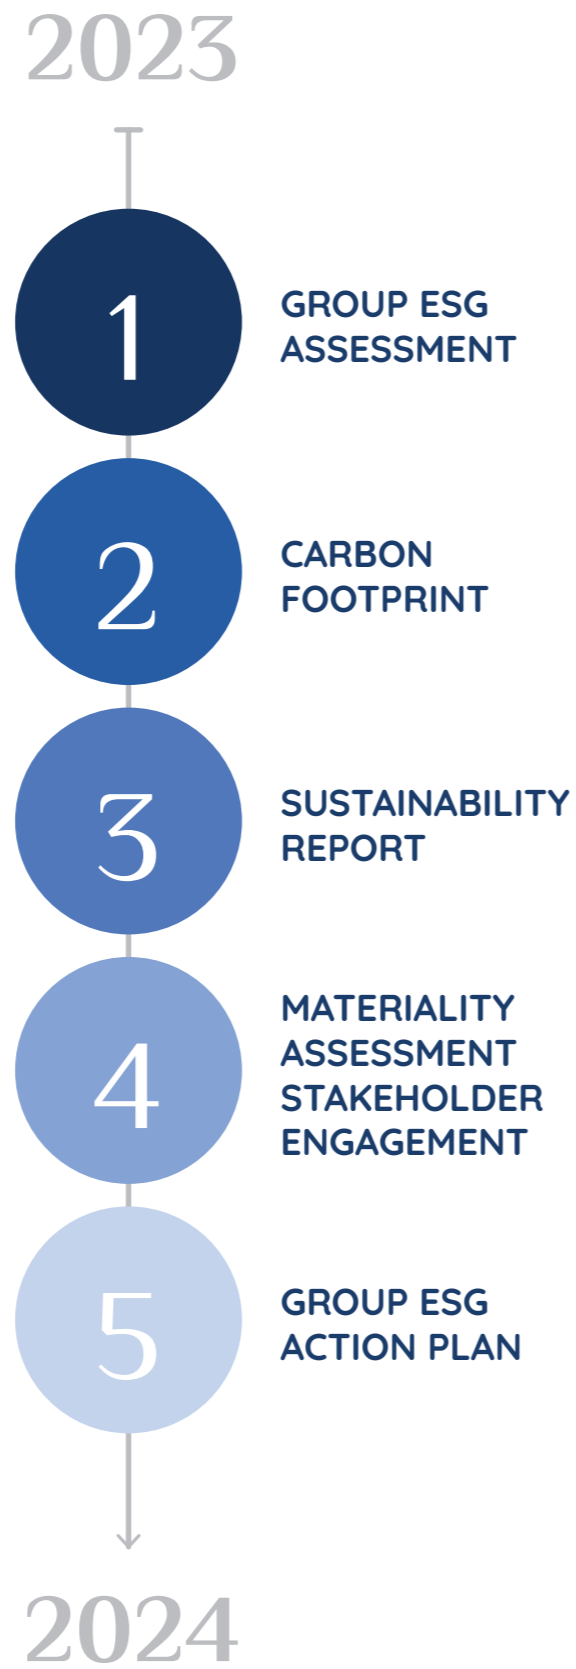 2023
1
GROUP ESG
ASSESSMENT
2
CARBON
FOOTPRINT
3
SUSTAINABILITY
REPORT
4
MATERIALITY
ASSESSMENT
STAKEHOLDER
ENGAGEMENT
5
GROUP ESG
ACTION PLAN
2024